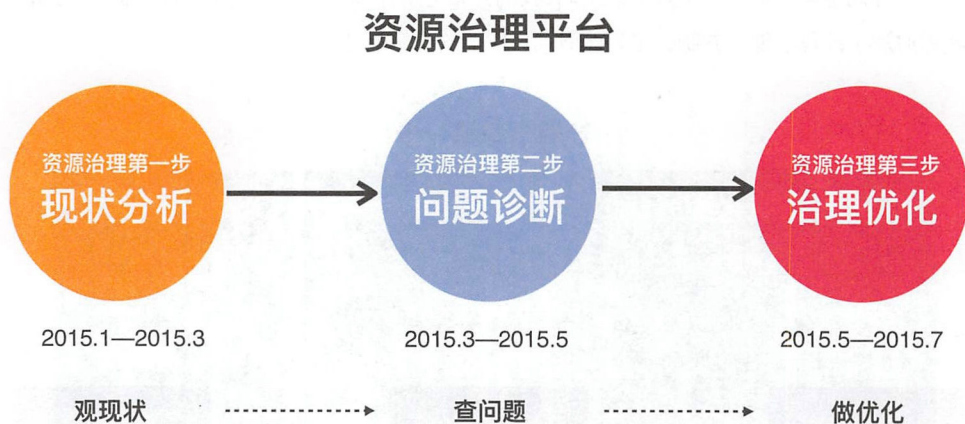 资源治理平台
资源治理第一步
现状分析
资源治理第二步
问题诊断
资源治理第三步
治理优化
2015.1—2015.3
2015.3—2015.5
2015.5—2015.7
观现状
查问题
做优化